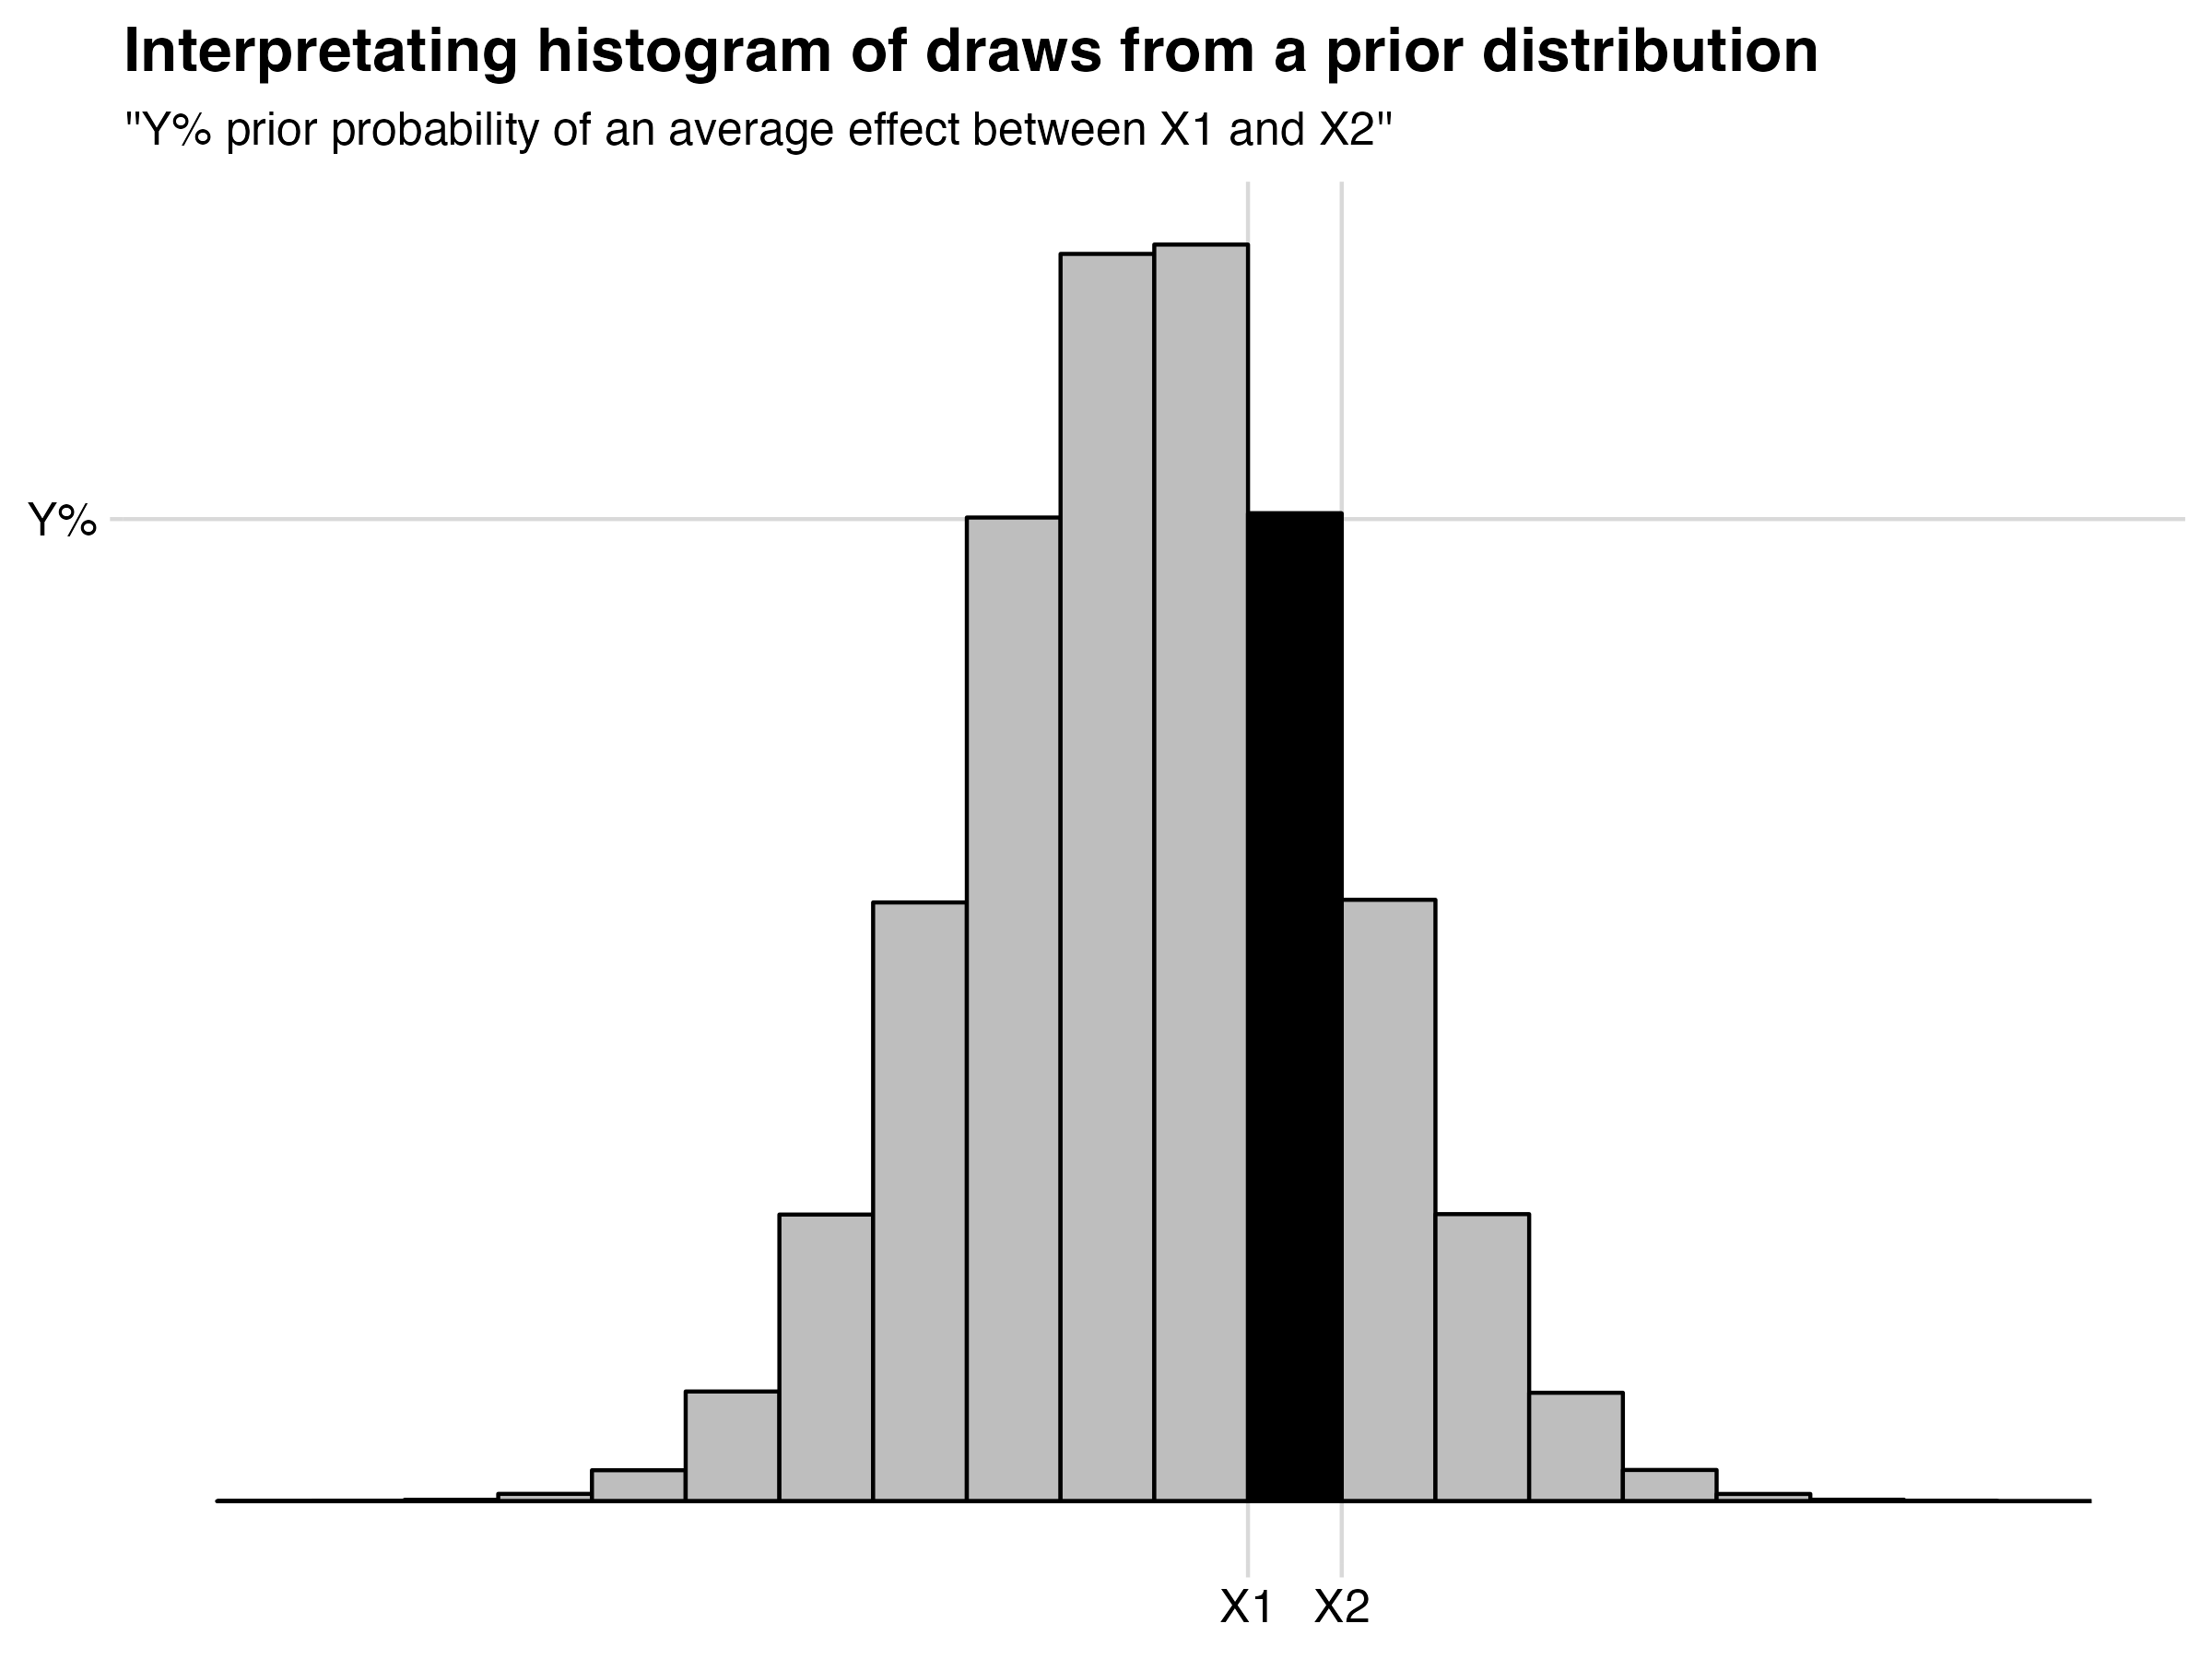 Interpretating histogram of draws from a prior distribution
"Y% prior probability of an average effect between X1 and X2"
Y%
X1 X2